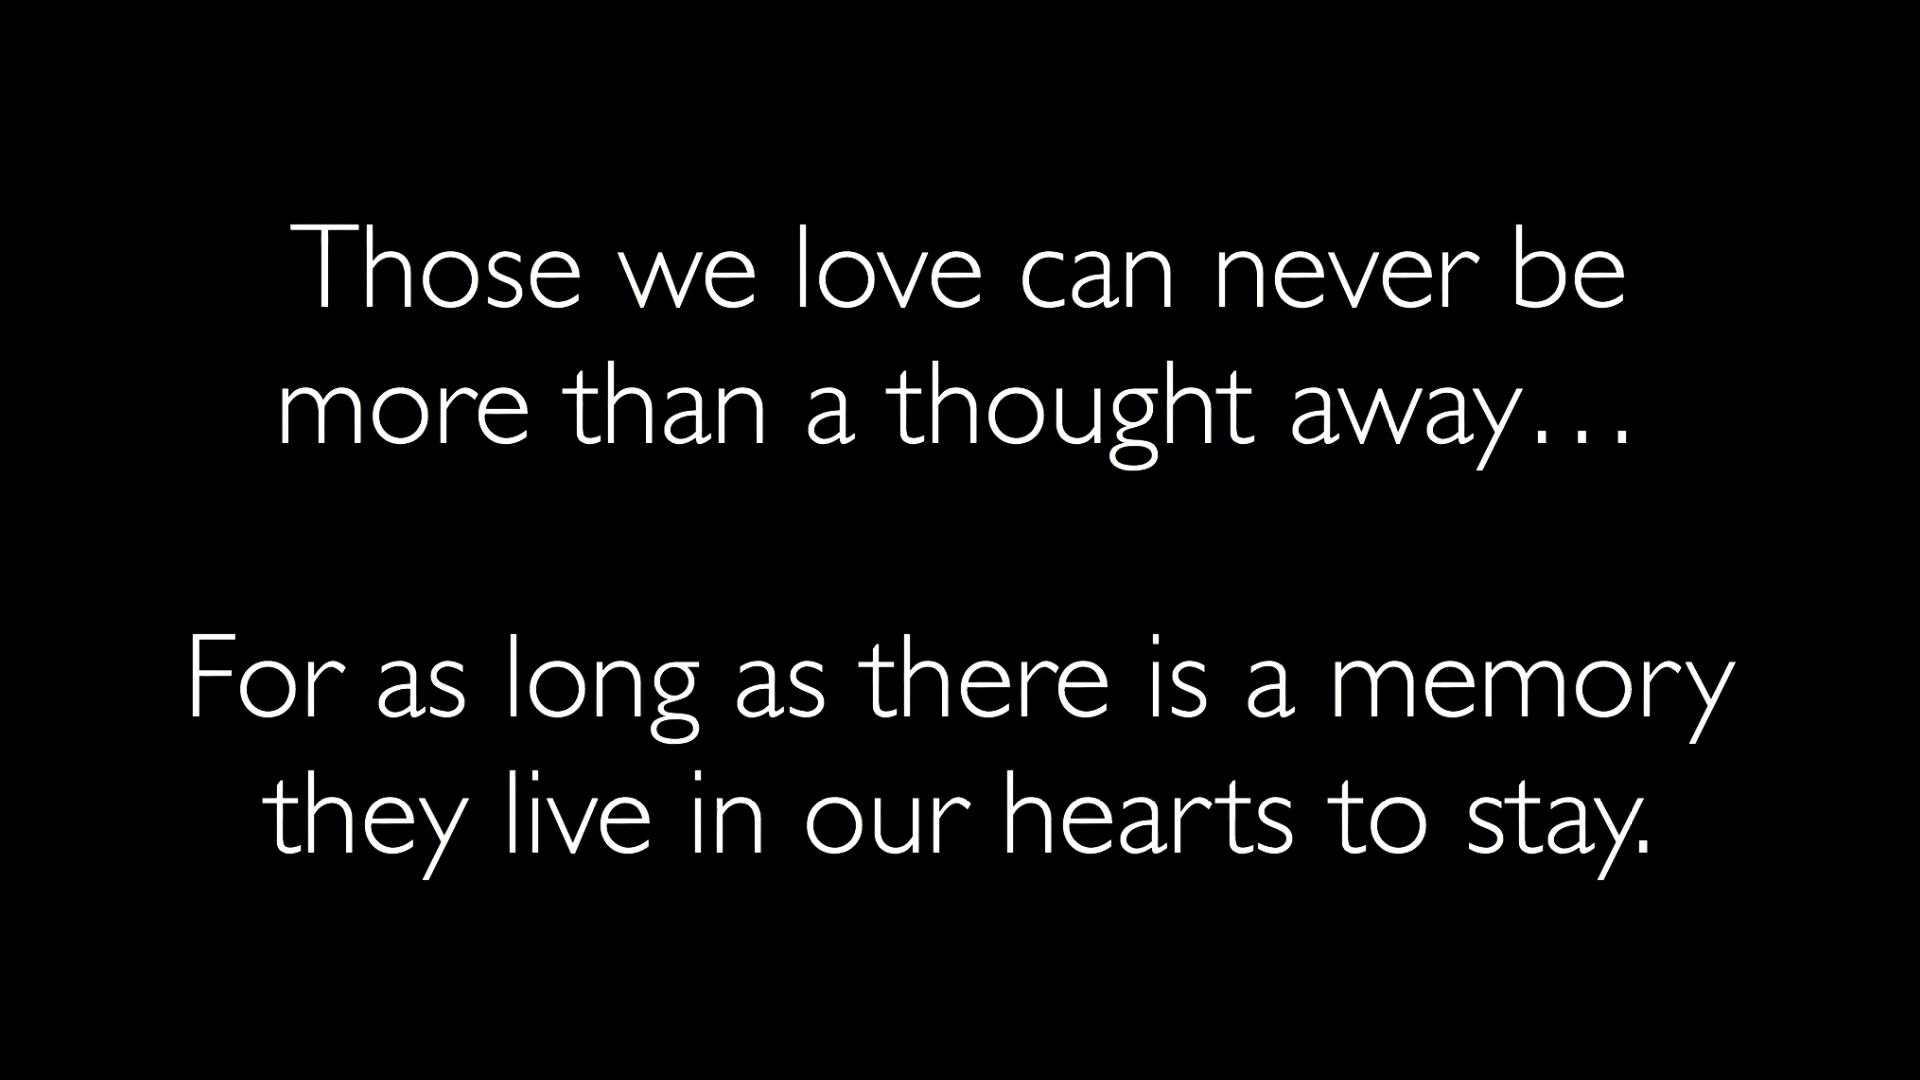 Those we love can never be
more than a thought away…
For as long as there is a memory
they live in our hearts to stay.